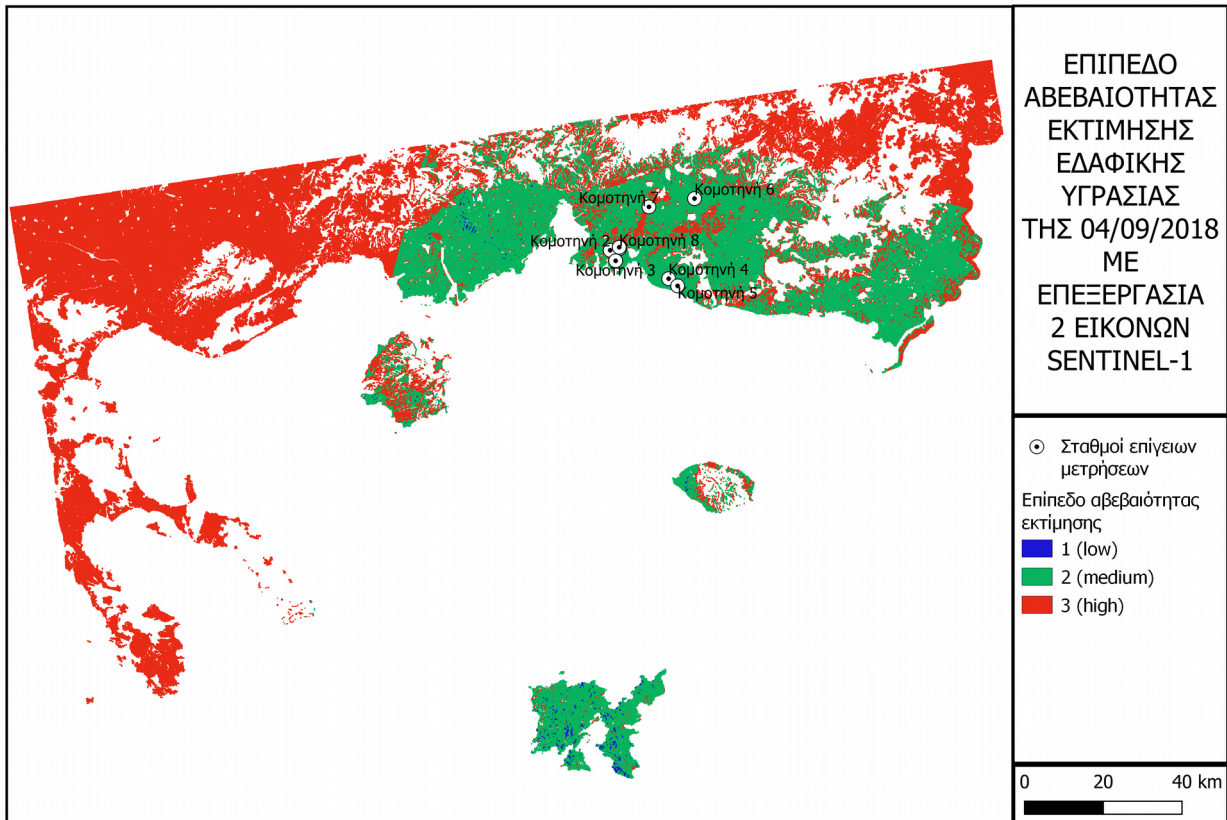 ΕΠΙΠΕΔΟ
ΑΒΕΒΑΙΟΤΗΤΑΣ
ΕΚΤΙΜΗΣΗΣ
ΕΔΑΦΙΚΗΣ
ΥΓΡΑΣΙΑΣ
ΤΗΣ 04/09/2018
ΜΕ
ΕΠΕΞΕΡΓΑΣΙΑ
2 ΕΙΚΟΝΩΝ
SENTINEL-1
Κομοτηνή 6
Κομοτηνή 7
Κομοτηνή 2
Κομοτηνή 8
Κομοτηνή 3
Κομοτηνή 4
Κομοτηνή 5
Σταθμοί επίγειων
μετρήσεων
Επίπεδο αβεβαιότητας
εκτίμησης
1 (low)
2 (medium)
3 (high)
0 20 40 km